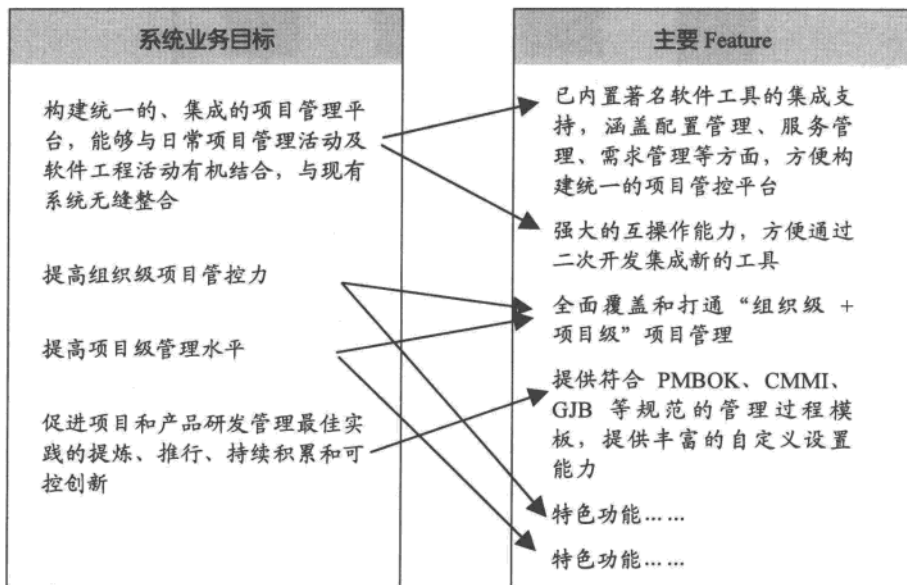 系统业务目标
构建统一的、集成的项目管理平
台，能够与日常项目管理活动及
软件工程活动有机结合，与现有
系统无缝整合
提高组织级项目管控力
提高项目级管理水平
促进项目和产品研发管理最佳实
践的提炼、推行、持续积累和可
控创新
主要 Feature
已内置著名软件工具的集成支
持，涵盖配置管理、服务管
理、需求管理等方面，方便构
建统一的项目管控平台
强大的互操作能力，方便通过
二次开发集成新的工具
全面覆盖和打通“组织级 +
项目级”项目管理
提供符合 PMBOK、CMMI、
GJB 等规范的管理过程模
板，提供丰富的自定义设置
能力
特色功能……
特色功能……